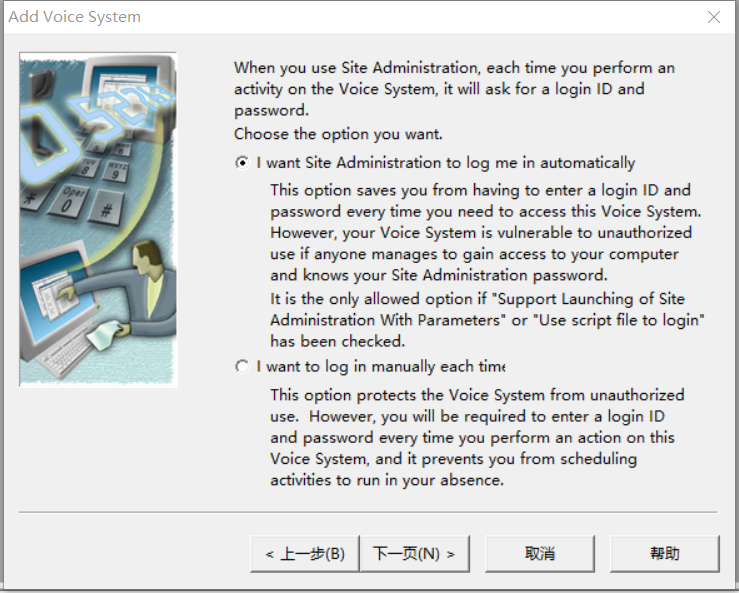 Add Voice System
When you use Site Administration, each time you perform an
activity on the Voice System, it will ask for a login ID and
password.
Choose the option you want.
I want Site Administration to log me in automatically
This option saves you from having to enter a login ID and
password every time you need to access this Voice System.
However, your Voice System is vulnerable to unauthorized
use if anyone manages to gain access to your computer
and knows your Site Administration password.
It is the only allowed option if "Support Launching of Site
Administration With Parameters" or "Use script file to login"
has been checked.
I want to log in manually each time
This option protects the Voice System from unauthorized
use.  However, you will be required to enter a login ID
and password every time you perform an action on this
Voice System, and it prevents you from scheduling
activities to run in your absence.
< 上一步(B) 下一页(N) > 取消 帮助